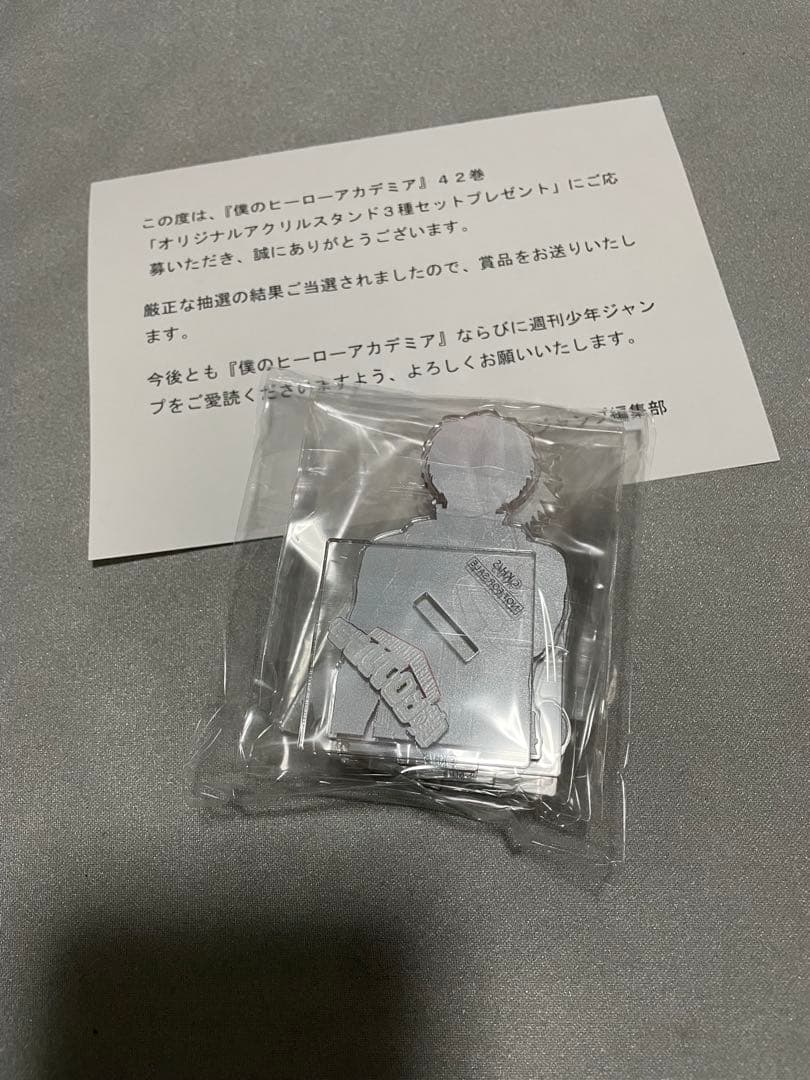 この度は、『僕のヒーローアカデミア』４２巻
「オリジナルアクリルスタンド３種セットプレゼント」にご応
募いただき、誠にありがとうございます。
厳正な抽選の結果ご当選されましたので、賞品をお送りいたし
ます。
今後とも『僕のヒーローアカデミア』ならびに週刊少年ジャン
プをご愛読くださいますよう、よろしくお願いいたします。
ンプ編集部
NOT FOR SALE